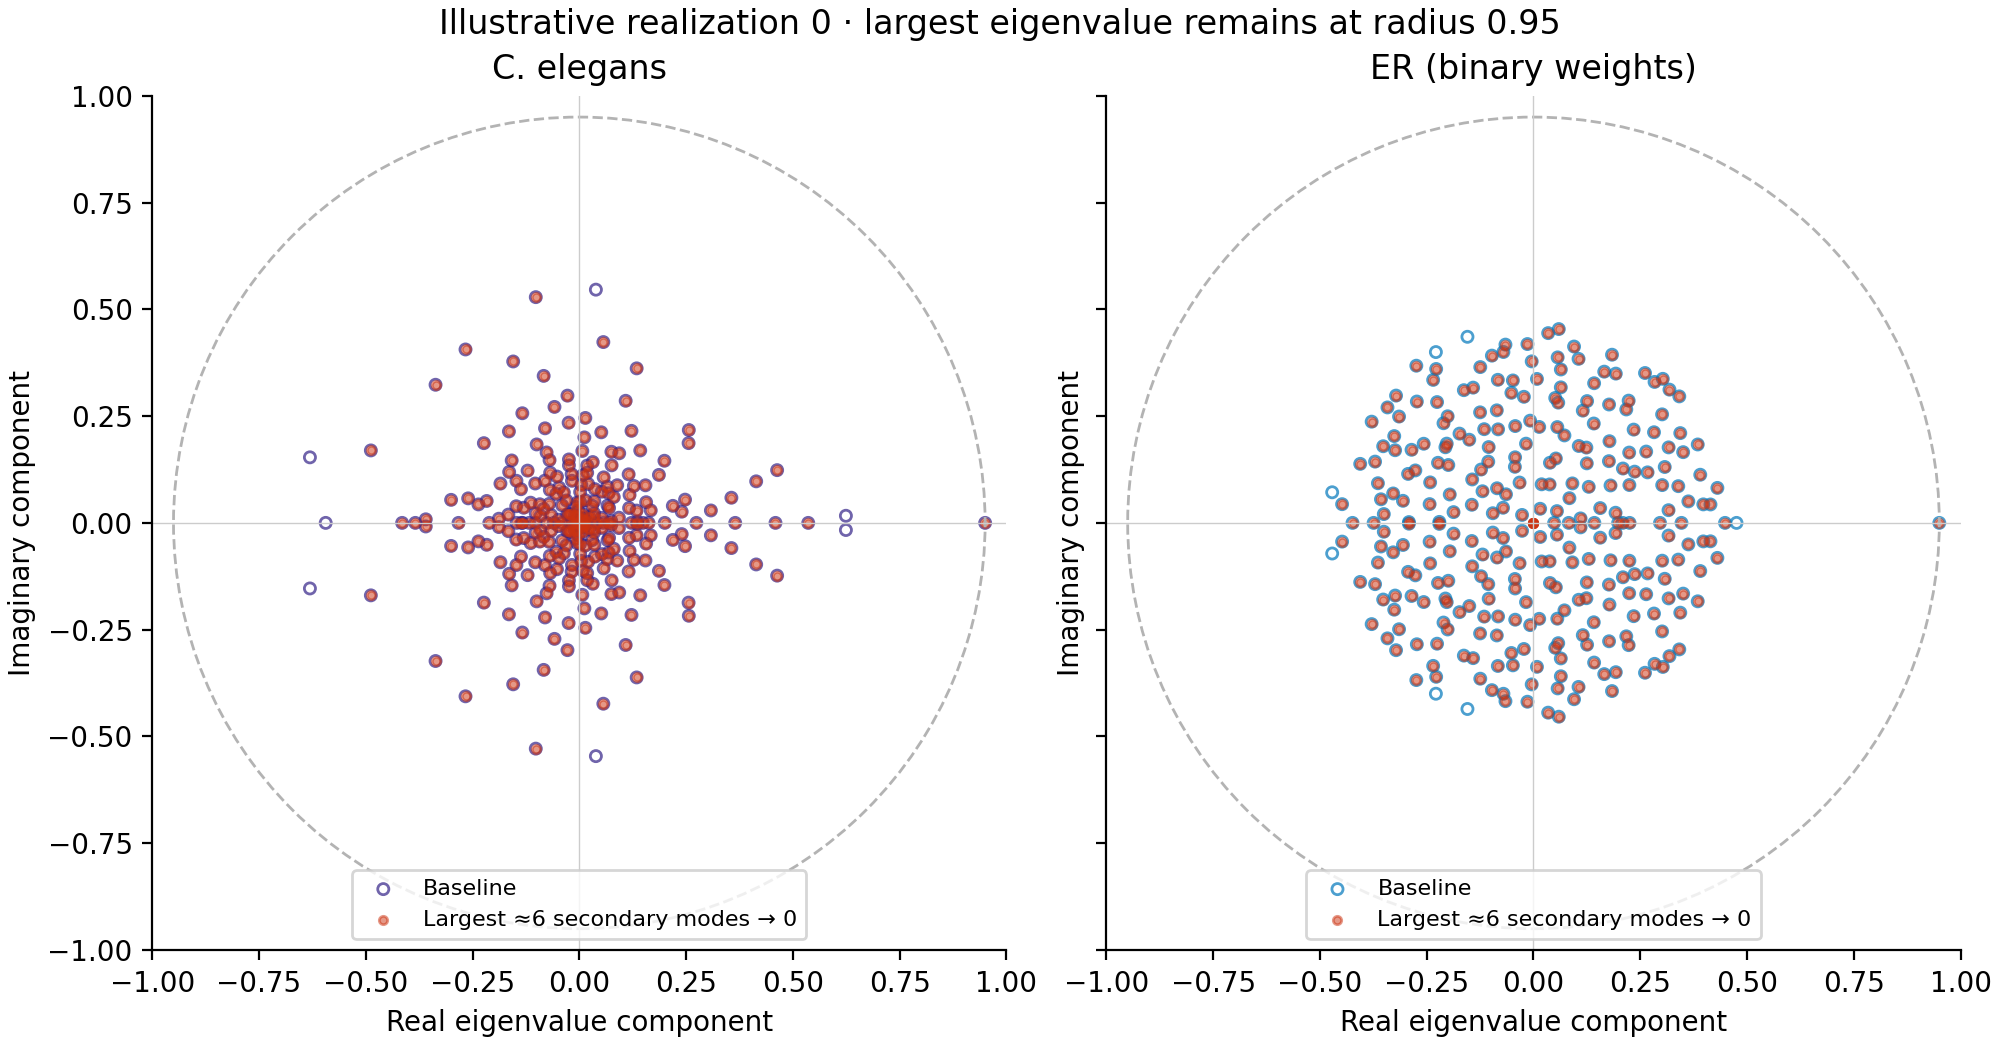 Illustrative realization 0 · largest eigenvalue remains at radius 0.95
C. elegans
ER (binary weights)
1.00
0.75
0.50
0.25
0.00
−0.25
−0.50
−0.75
−1.00
Imaginary component
Imaginary component
Baseline
Largest ≈6 secondary modes → 0
Baseline
Largest ≈6 secondary modes → 0
−1.00 −0.75 −0.50 −0.25 0.00 0.25 0.50 0.75 1.00
−1.00 −0.75 −0.50 −0.25 0.00 0.25 0.50 0.75 1.00
Real eigenvalue component
Real eigenvalue component